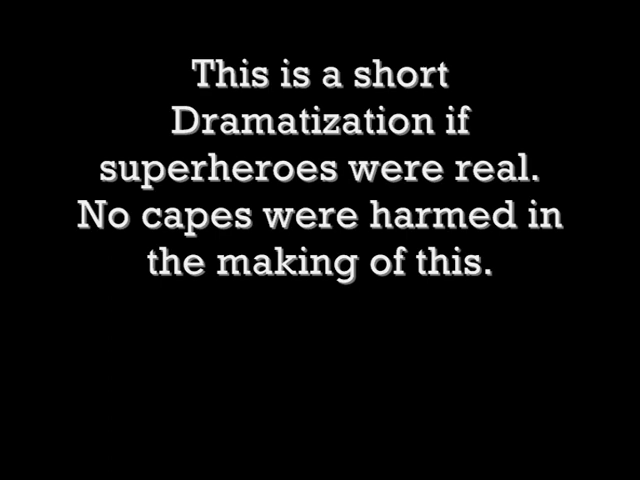 This is a short
Dramatization if
superheroes were real.
No capes were harmed in
the making of this.